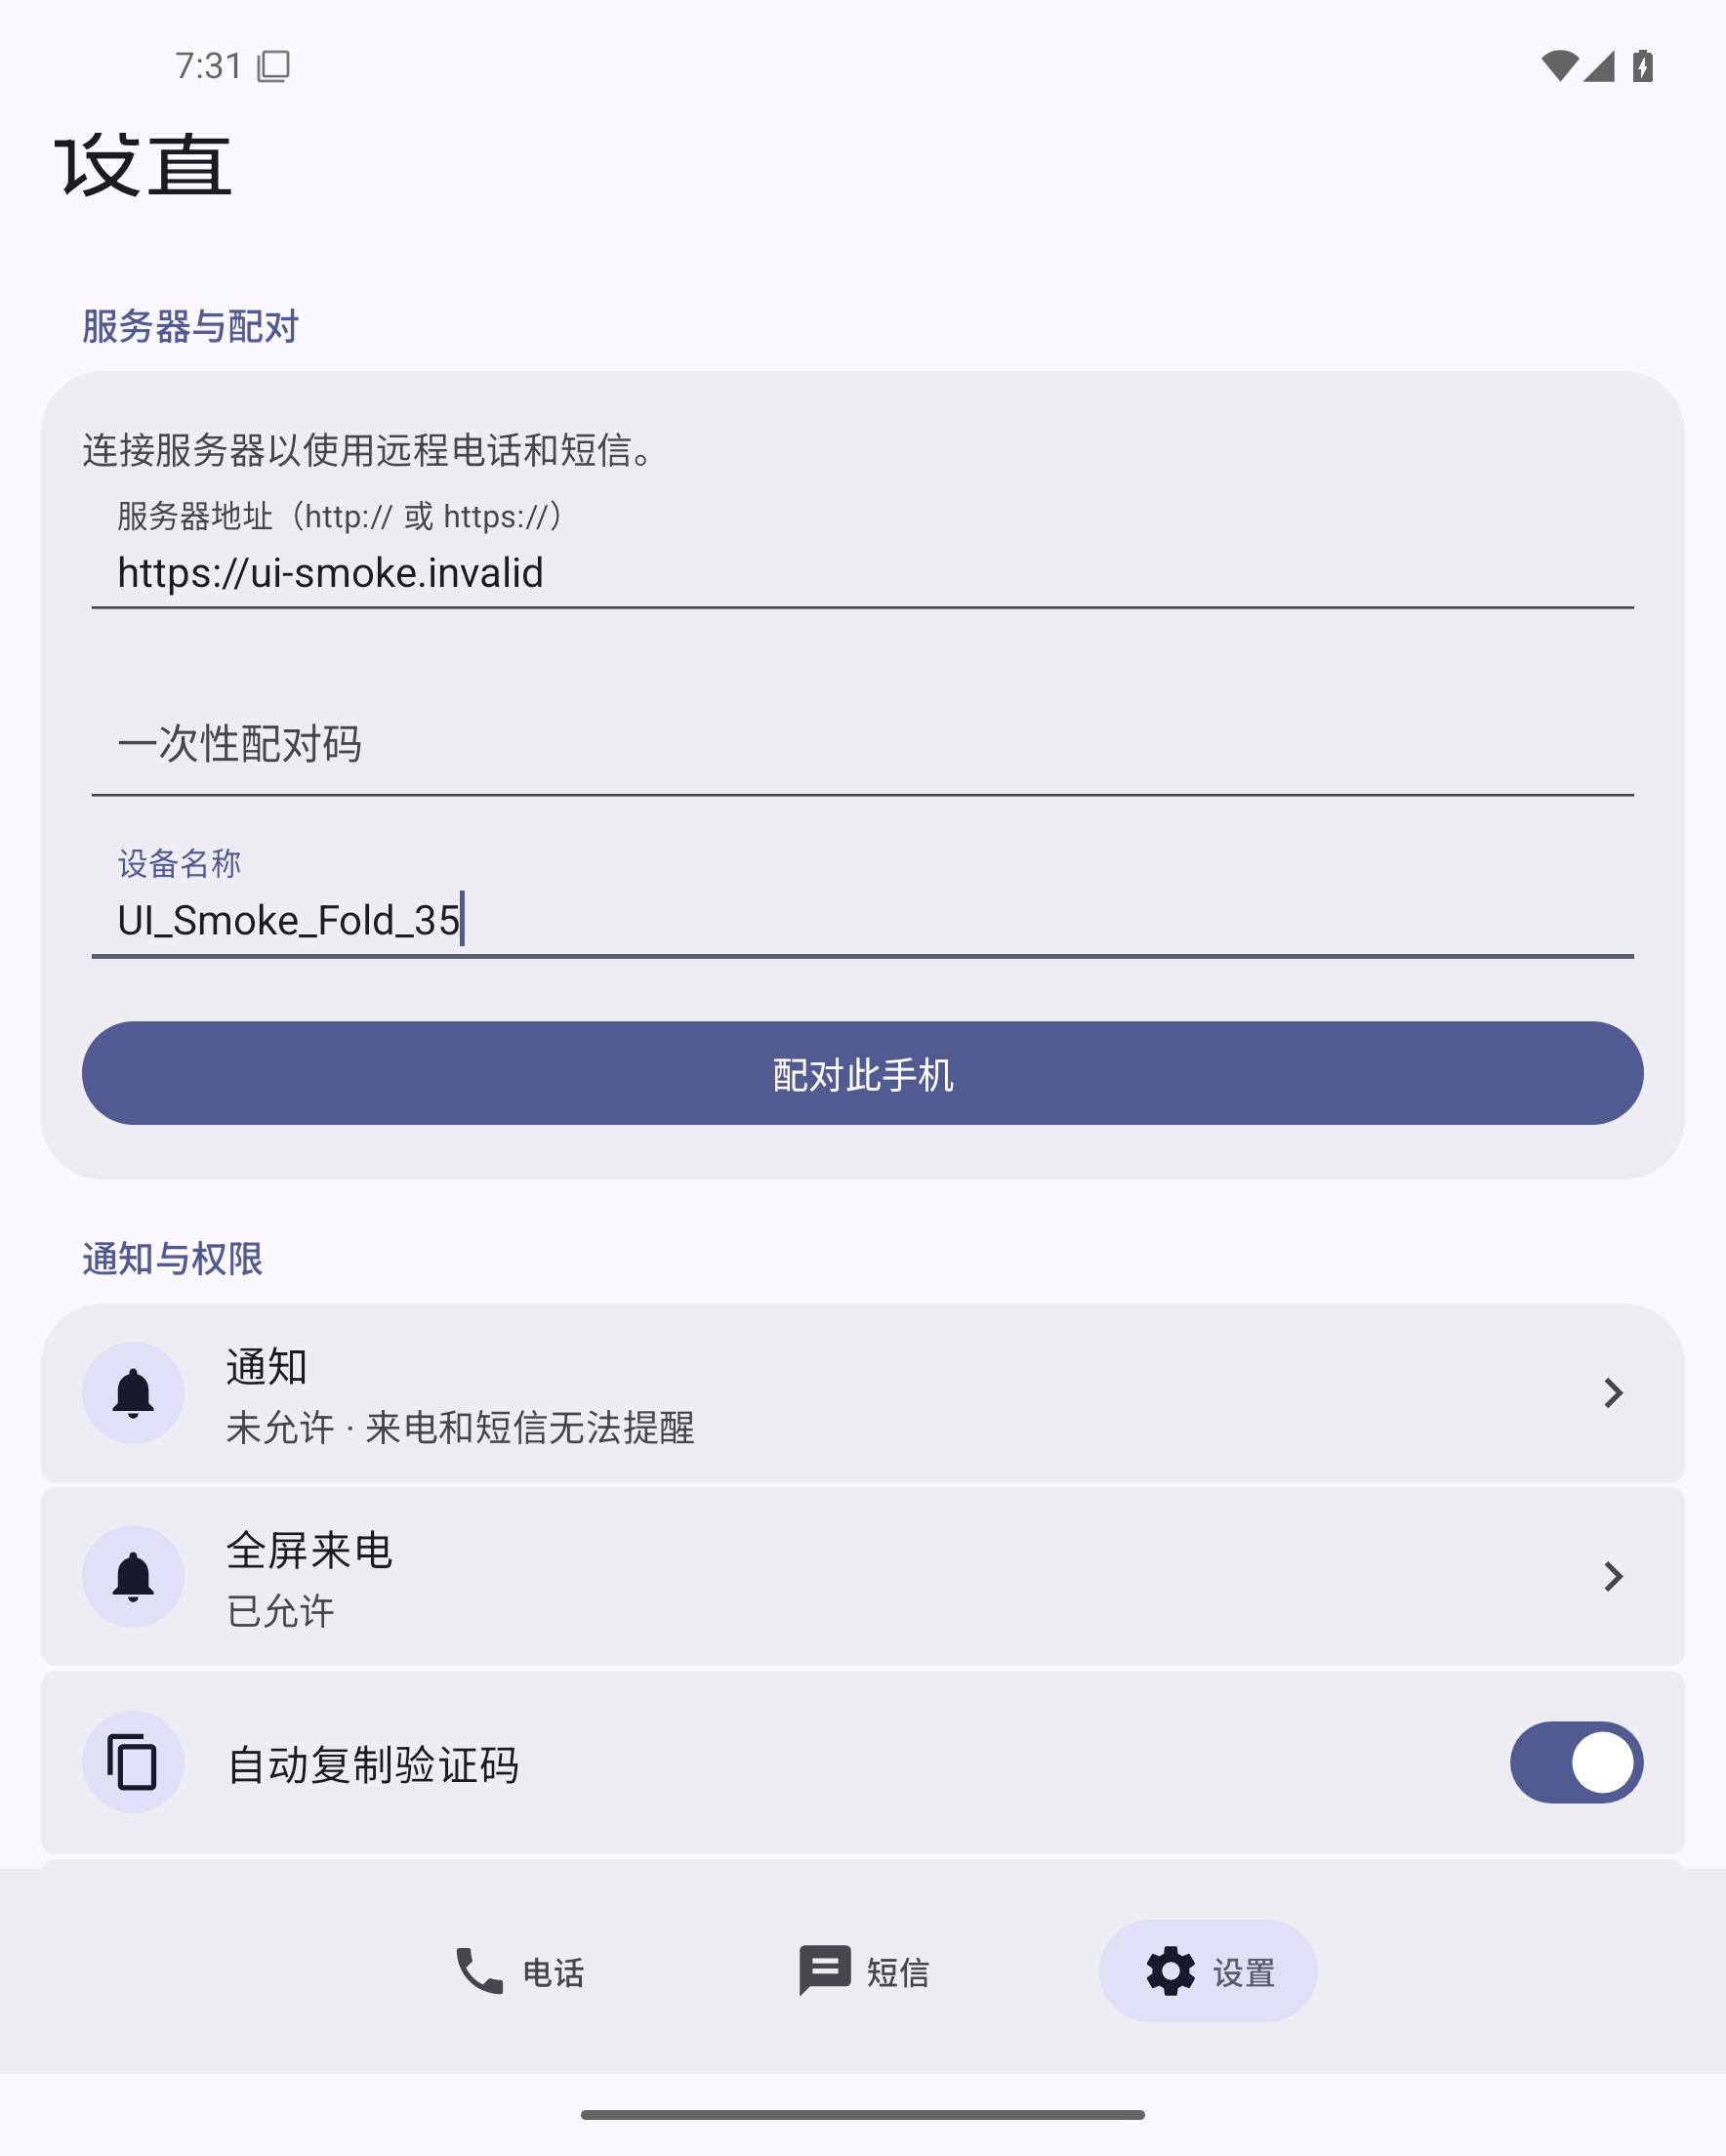 7:31
设置
服务器与配对
连接服务器以使用远程电话和短信。
服务器地址（http:// 或 https://）
https://ui-smoke.invalid
一次性配对码
设备名称
UI_Smoke_Fold_35
配对此手机
通知与权限
通知
未允许 · 来电和短信无法提醒
全屏来电
已允许
自动复制验证码
电话
短信
设置